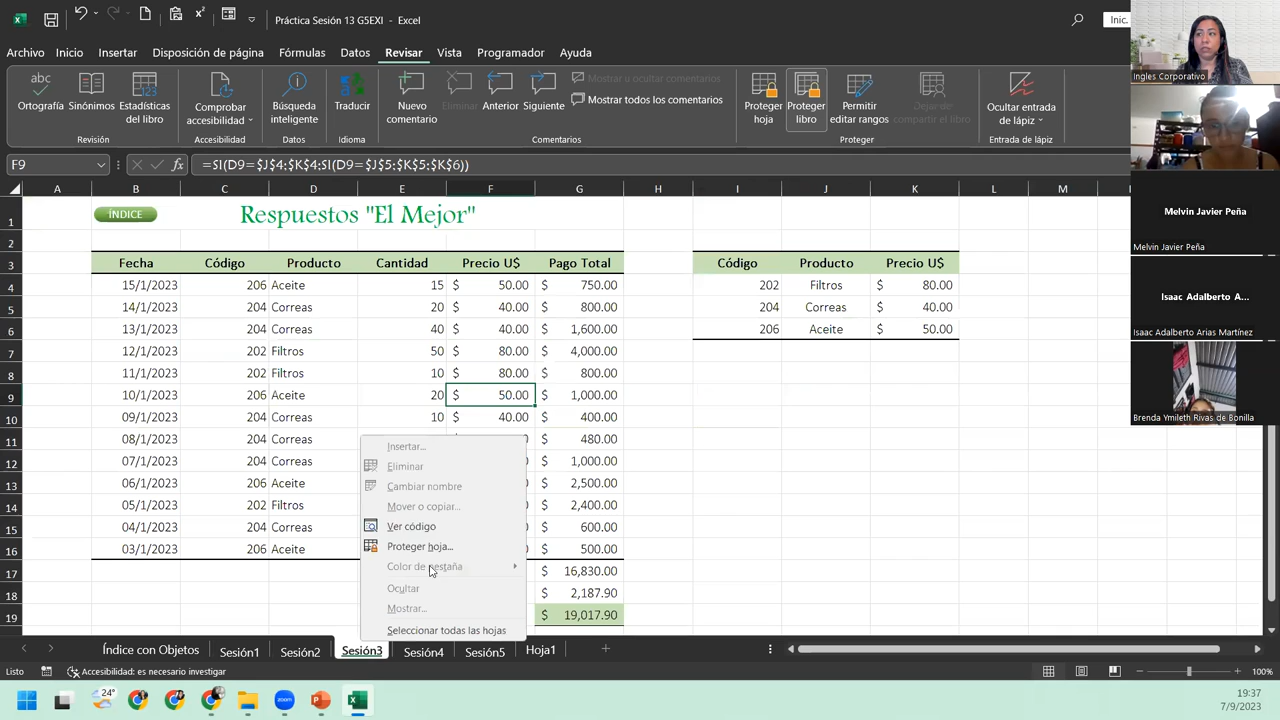 Práctica Sesión 13 G5EXI - Excel
Inic.
Archivo Inicio Insertar Disposición de página Fórmulas Datos Revisar Vista Programador Ayuda
Ortografía
Sinónimos
Estadísticas del libro
Revisión
Comprobar accesibilidad
Accesibilidad
Búsqueda inteligente
Datos
Traducir
Idioma
Nuevo comentario
Eliminar
Anterior
Siguiente
Mostrar u ocultar comentarios
Mostrar todos los comentarios
Comentarios
Proteger hoja
Proteger libro
Permitir editar rangos
Dejar de compartir el libro
Proteger
Ocultar entrada de lápiz
Entrada de lápiz
F9 fx =SI(D9=$J$4;$K$4;SI(D9=$J$5;$K$5;$K$6))
A B C D E F G H I J K L M
1 ÍNDICE Respuestos "El Mejor"
2
3 Fecha Código Producto Cantidad Precio U$ Pago Total Código Producto Precio U$
4 15/1/2023 206 Aceite 15 $ 50.00 $ 750.00 202 Filtros $ 80.00
5 14/1/2023 204 Correas 20 $ 40.00 $ 800.00 204 Correas $ 40.00
6 13/1/2023 204 Correas 40 $ 40.00 $ 1,600.00 206 Aceite $ 50.00
7 12/1/2023 202 Filtros 50 $ 80.00 $ 4,000.00
8 11/1/2023 202 Filtros 10 $ 80.00 $ 800.00
9 10/1/2023 206 Aceite 20 $ 50.00 $ 1,000.00
10 09/1/2023 204 Correas 10 $ 40.00 $ 400.00
11 08/1/2023 204 Correas $ 480.00
12 07/1/2023 204 Correas $ 1,000.00
13 06/1/2023 206 Aceite $ 2,500.00
14 05/1/2023 202 Filtros $ 2,400.00
15 04/1/2023 204 Correas $ 600.00
16 03/1/2023 206 Aceite $ 500.00
17 $ 16,830.00
18 $ 2,187.90
19 $ 19,017.90
Insertar...
Eliminar
Cambiar nombre
Mover o copiar...
Ver código
Proteger hoja...
Color de pestaña
Ocultar
Mostrar...
Seleccionar todas las hojas
Índice con Objetos Sesión1 Sesión2 Sesión3 Sesión4 Sesión5 Hoja1
Listo Accesibilidad: es necesario investigar 100%
24°
zoom
19:37
7/9/2023
Ingles Corporativo
Melvin Javier Peña
Melvin Javier Peña
Isaac Adalberto A...
Isaac Adalberto Arias Martínez
Brenda Ymileth Rivas de Bonilla